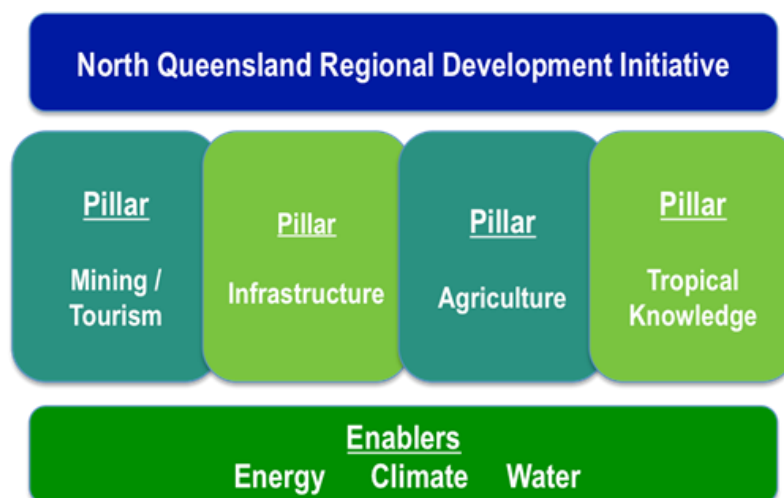 North Queensland Regional Development Initiative
Pillar
Mining /
Tourism
Pillar
Infrastructure
Pillar
Agriculture
Pillar
Tropical
Knowledge
Enablers
Energy Climate Water